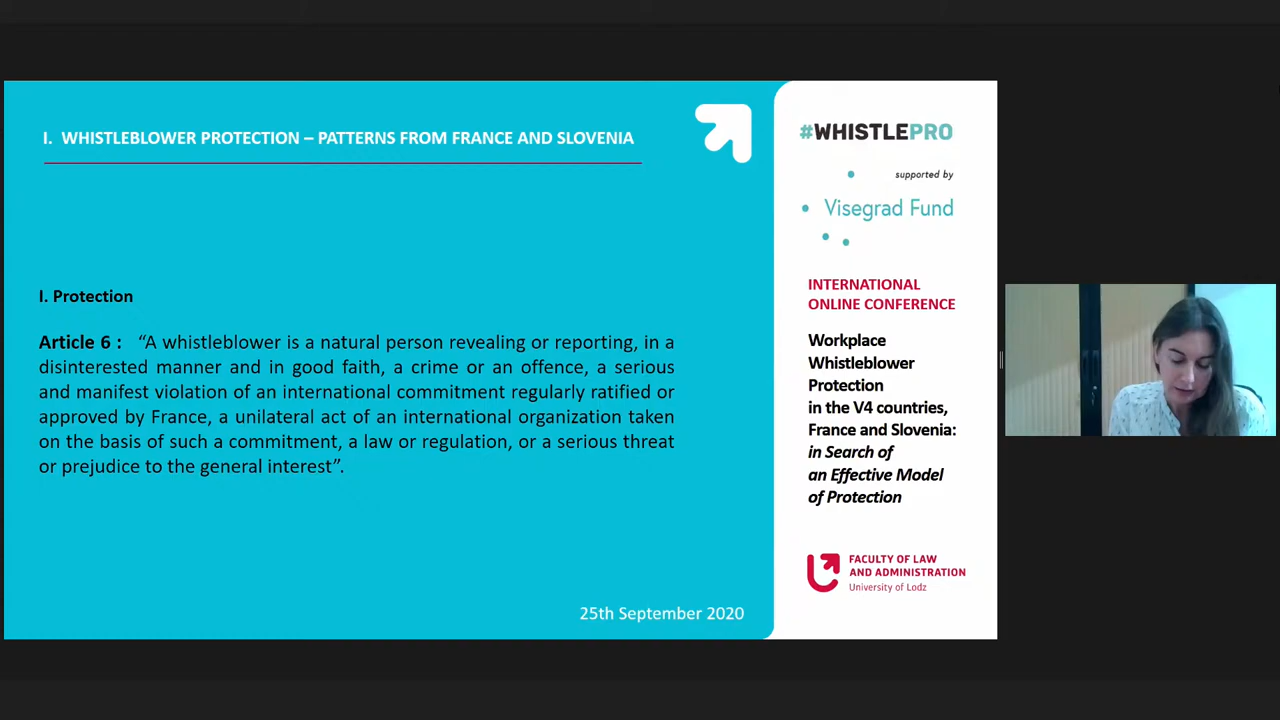 I. WHISTLEBLOWER PROTECTION – PATTERNS FROM FRANCE AND SLOVENIA
I. Protection
Article 6 : “A whistleblower is a natural person revealing or reporting, in a
disinterested manner and in good faith, a crime or an offence, a serious
and manifest violation of an international commitment regularly ratified or
approved by France, a unilateral act of an international organization taken
on the basis of such a commitment, a law or regulation, or a serious threat
or prejudice to the general interest”.
25th September 2020
#WHISTLEPRO
supported by
Visegrad Fund
INTERNATIONAL
ONLINE CONFERENCE
Workplace
Whistleblower
Protection
in the V4 countries,
France and Slovenia:
in Search of
an Effective Model
of Protection
FACULTY OF LAW
AND ADMINISTRATION
University of Lodz